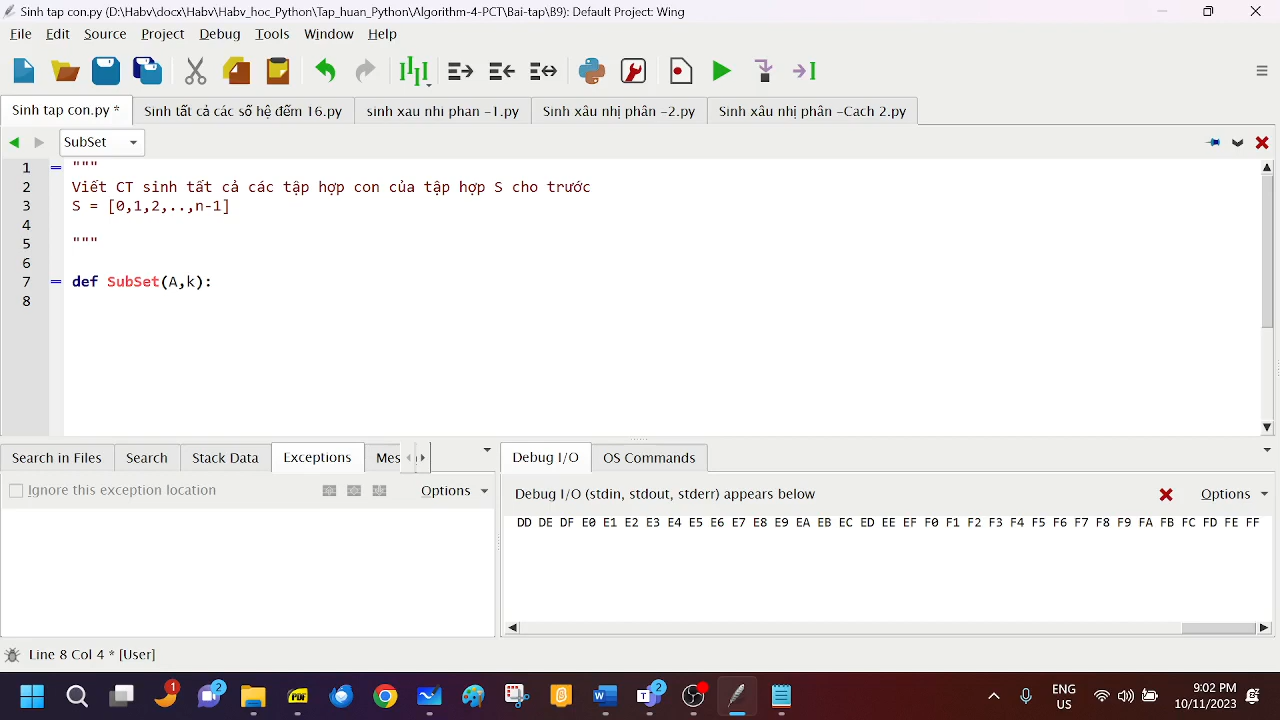 Sinh tap con.py (D:\Habv\docx\Habv\Habv_hoc_Python\Tap_huan_Python\Algorithm-4-PCT\Bai-tap\B9): Default Project: Wing
File Edit Source Project Debug Tools Window Help
Sinh tap con.py * Sinh tất cả các số hệ đếm 16.py sinh xau nhi phan -1.py Sinh xâu nhị phân -2.py Sinh xâu nhị phân -Cach 2.py
SubSet
1 """
2 Viết CT sinh tất cả các tập hợp con của tập hợp S cho trước
3 S = [0,1,2,..,n-1]
4
5 """
6
7 def SubSet(A,k):
8
Search in Files Search Stack Data Exceptions Mes
Debug I/O OS Commands
Ignore this exception location Options
Debug I/O (stdin, stdout, stderr) appears below Options
DD DE DF E0 E1 E2 E3 E4 E5 E6 E7 E8 E9 EA EB EC ED EE EF F0 F1 F2 F3 F4 F5 F6 F7 F8 F9 FA FB FC FD FE FF
Line 8 Col 4 * [User]
1 2 PDF W T 2
ENG
US
9:02 PM
10/11/2023